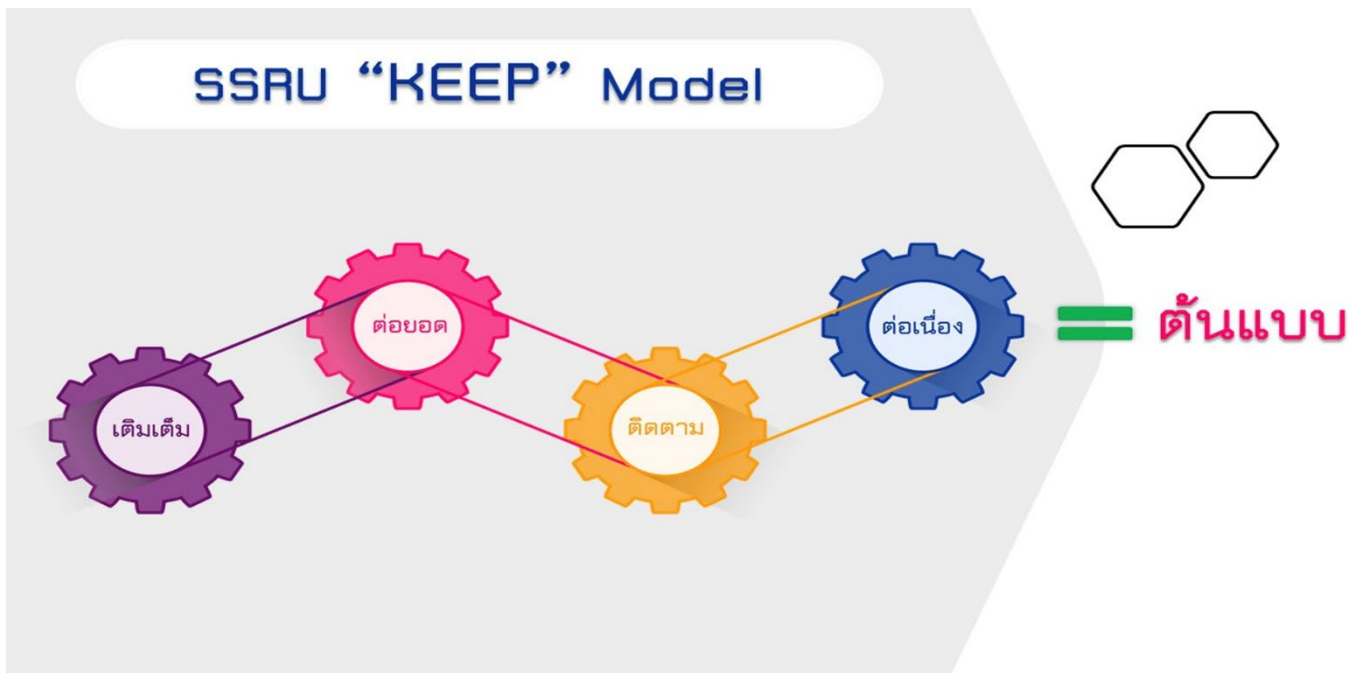 SSRU “KEEP” Model
เติมเต็ม
ต่อยอด
ติดตาม
ต่อเนื่อง
ต้นแบบ